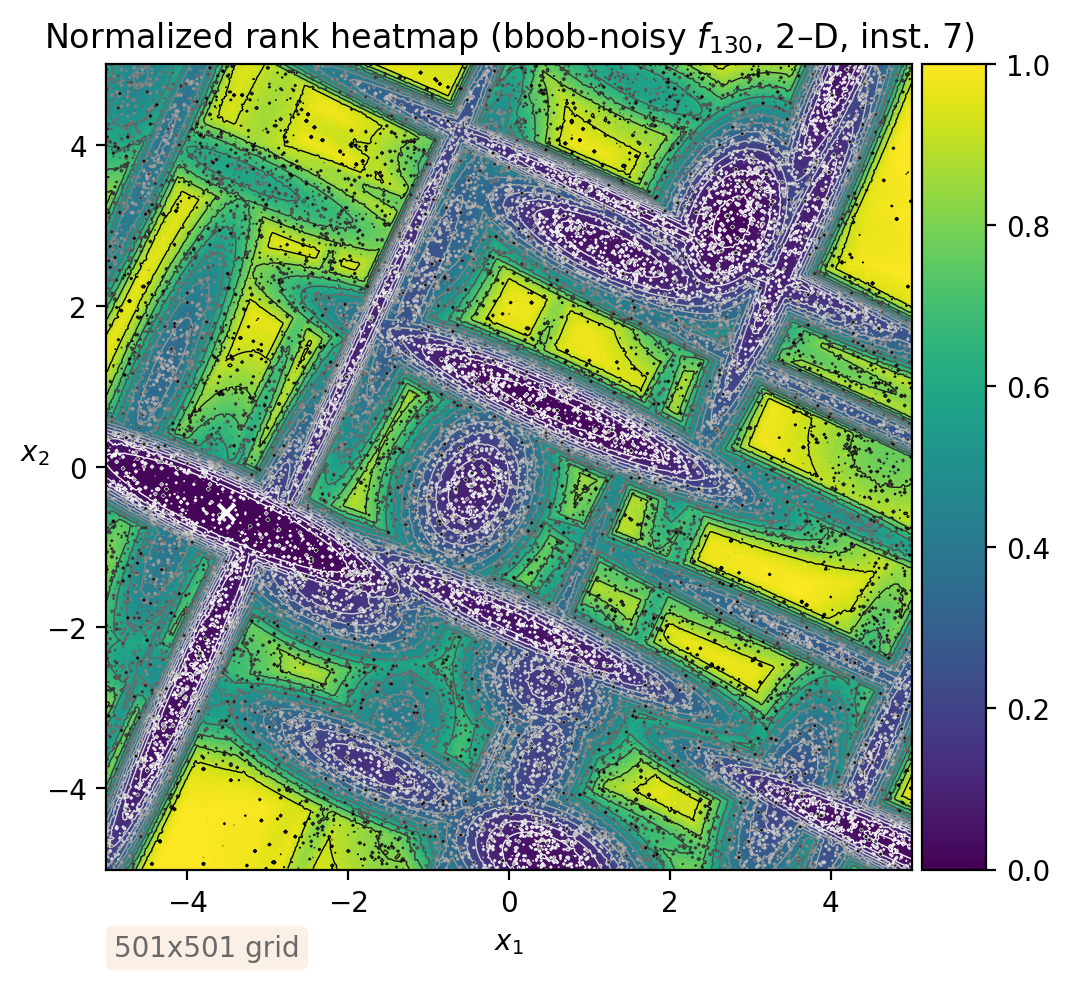 Normalized rank heatmap (bbob-noisy f₁₃₀, 2–D, inst. 7)
1.0
0.8
0.6
0.4
0.2
0.0
4
2
0
−2
−4
x₂
−4 −2 0 2 4
x₁
501x501 grid